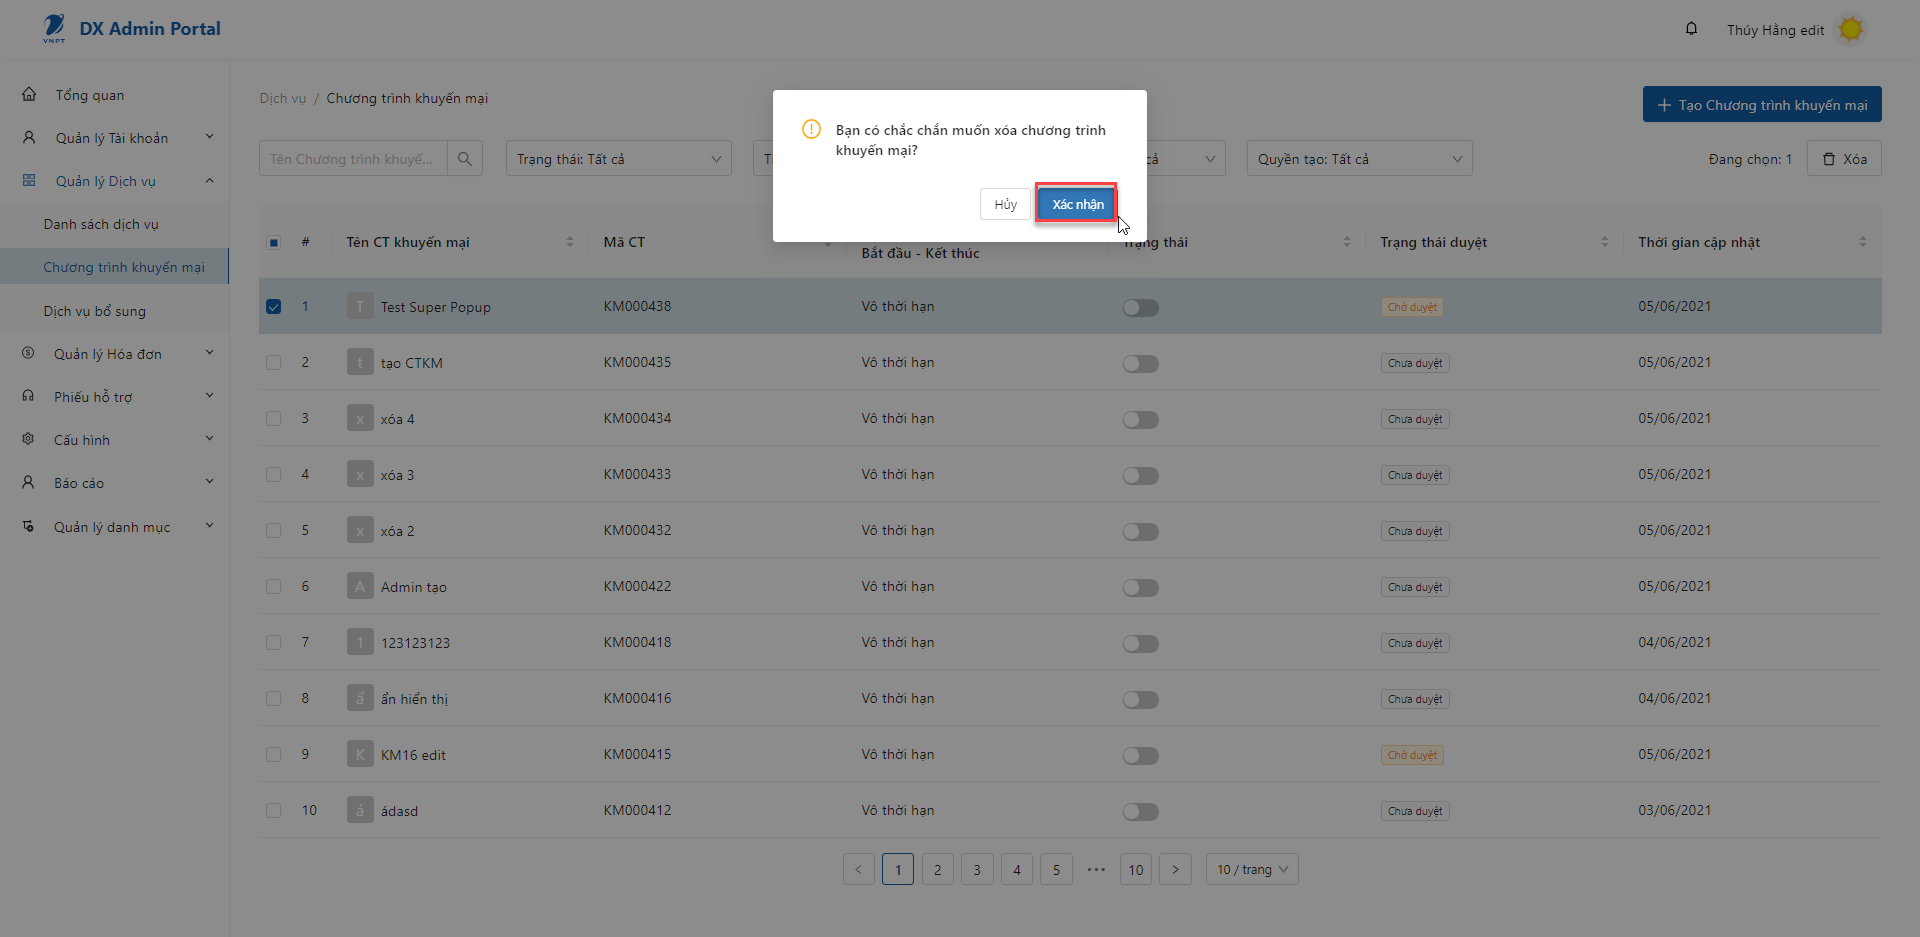 VNPT
DX Admin Portal
Thúy Hằng edit
Tổng quan
Quản lý Tài khoản
Quản lý Dịch vụ
Danh sách dịch vụ
Chương trình khuyến mại
Dịch vụ bổ sung
Quản lý Hóa đơn
Phiếu hỗ trợ
Cấu hình
Báo cáo
Quản lý danh mục
Dịch vụ / Chương trình khuyến mại
+ Tạo Chương trình khuyến mại
Tên Chương trình khuyế...
Trạng thái: Tất cả
Quyền tạo: Tất cả
Đang chọn: 1
Xóa
Bạn có chắc chắn muốn xóa chương trình
khuyến mại?
Hủy
Xác nhận
# Tên CT khuyến mại Mã CT Trạng thái Trạng thái duyệt Thời gian cập nhật
Bắt đầu - Kết thúc
1 T Test Super Popup KM000438 Vô thời hạn Chờ duyệt 05/06/2021
2 t tạo CTKM KM000435 Vô thời hạn Chưa duyệt 05/06/2021
3 x xóa 4 KM000434 Vô thời hạn Chưa duyệt 05/06/2021
4 x xóa 3 KM000433 Vô thời hạn Chưa duyệt 05/06/2021
5 x xóa 2 KM000432 Vô thời hạn Chưa duyệt 05/06/2021
6 A Admin tạo KM000422 Vô thời hạn Chưa duyệt 05/06/2021
7 1 123123123 KM000418 Vô thời hạn Chưa duyệt 04/06/2021
8 ẩ ẩn hiển thị KM000416 Vô thời hạn Chưa duyệt 04/06/2021
9 K KM16 edit KM000415 Vô thời hạn Chờ duyệt 05/06/2021
10 á ádasd KM000412 Vô thời hạn Chưa duyệt 03/06/2021
< 1 2 3 4 5 ••• 10 > 10 / trang